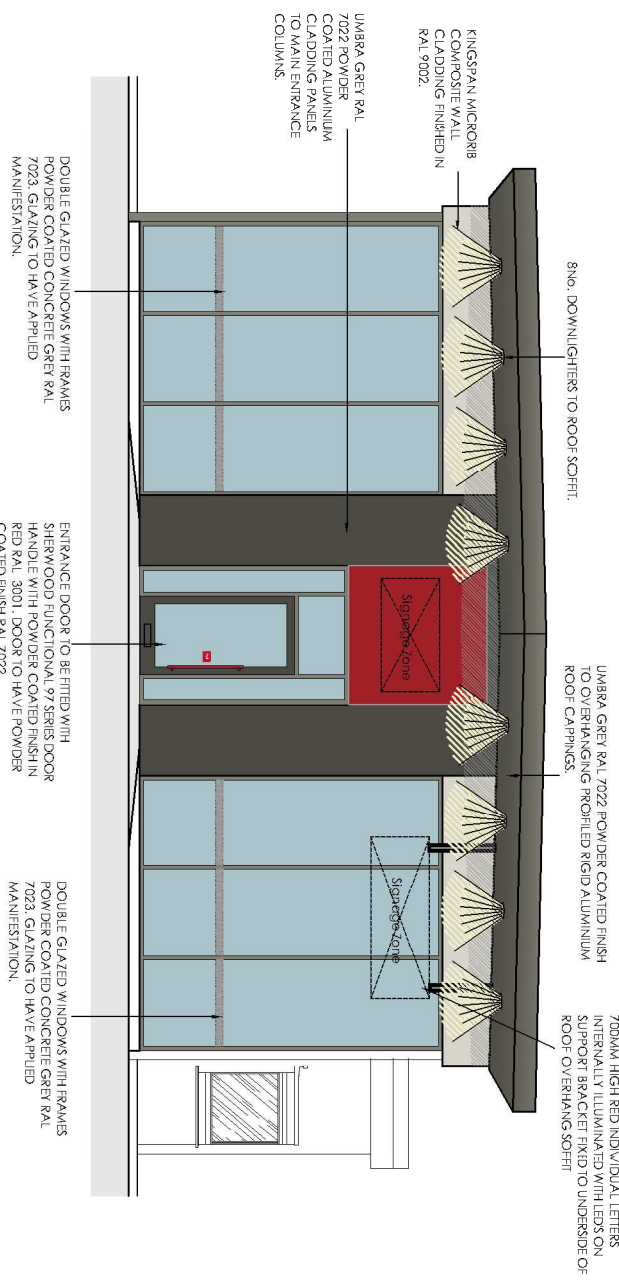 KINGSPAN MICRORIB
COMPOSITE WALL
CLADDING FINISHED IN
RAL 9002.
UMBRA GREY RAL
7022 POWDER
COATED ALUMINIUM
CLADDING PANELS
TO MAIN ENTRANCE
COLUMNS.
8No. DOWNLIGHTERS TO ROOF SOFFIT.
UMBRA GREY RAL 7022 POWDER COATED FINISH
TO OVERHANGING PROFILED RIGID ALUMINIUM
ROOF CAPPINGS.
700MM HIGH RED INDIVIDUAL LETTERS
INTERNALLY ILLUMINATED WITH LED'S ON
SUPPORT BRACKET FIXED TO UNDERSIDE OF
ROOF OVERHANG SOFFIT
Signage Zone
Signage Zone
DOUBLE GLAZED WINDOWS WITH FRAMES
POWDER COATED CONCRETE GREY RAL
7023. GLAZING TO HAVE APPLIED
MANIFESTATION.
ENTRANCE DOOR TO BE FITTED WITH
SHERWOOD FUNCTIONAL 97 SERIES DOOR
HANDLE WITH POWDER COATED FINISH IN
RED RAL 3001. DOOR TO HAVE POWDER
COATED FINISH RAL 7022
DOUBLE GLAZED WINDOWS WITH FRAMES
POWDER COATED CONCRETE GREY RAL
7023. GLAZING TO HAVE APPLIED
MANIFESTATION.